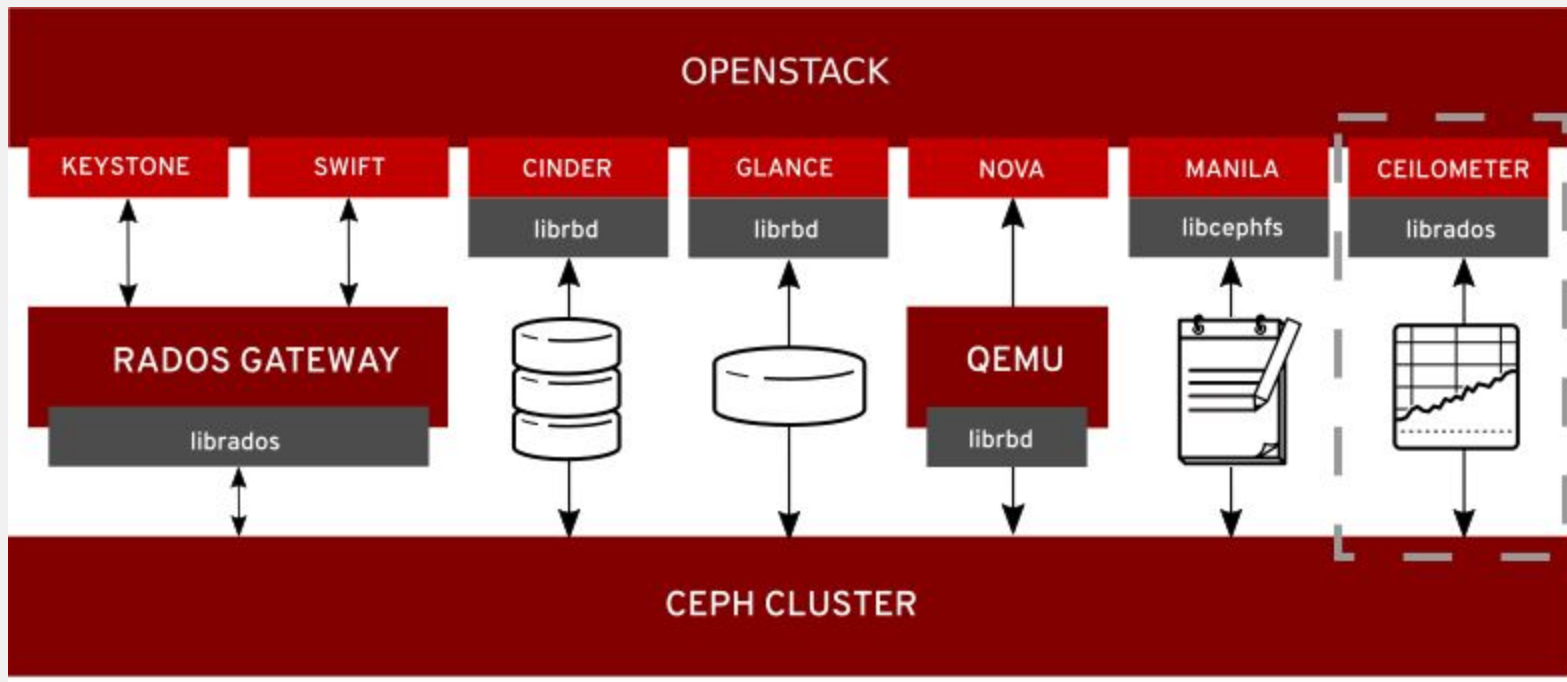 OPENSTACK
KEYSTONE
SWIFT
CINDER
GLANCE
NOVA
MANILA
CEILOMETER
librbd
librbd
libcephfs
librados
RADOS GATEWAY
QEMU
librados
librbd
CEPH CLUSTER